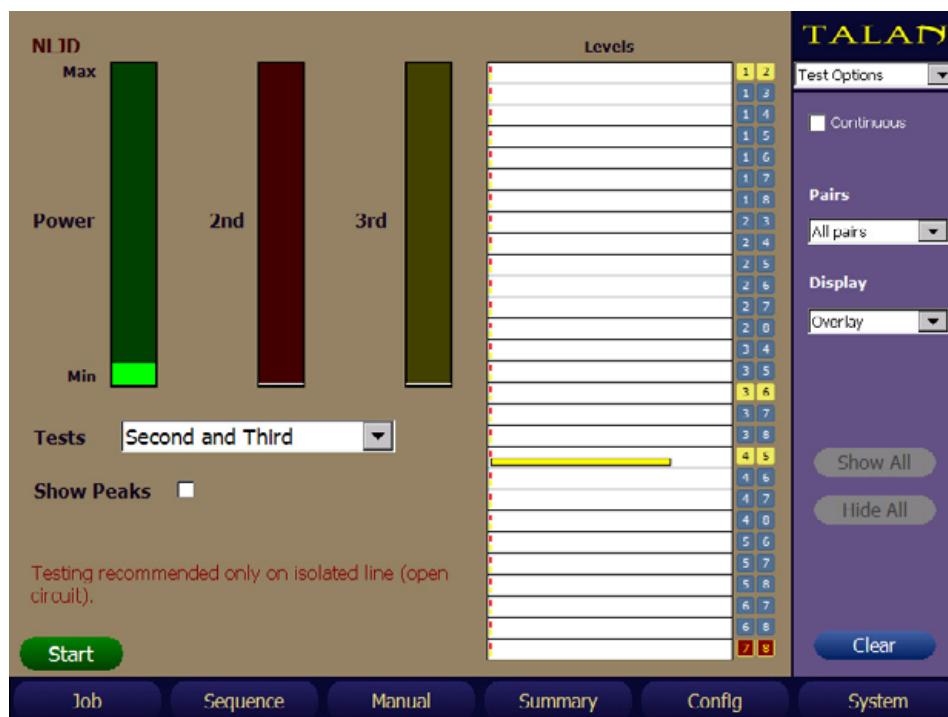 NLJD
Levels
TALAN
Max
Test Options
Continuous
Power
2nd
3rd
Pairs
All pairs
Display
Overlay
Min
Tests
Second and Third
Show Peaks
Show All
Hide All
Testing recommended only on isolated line (open
circuit).
Start
Clear
1 2
1 3
1 4
1 5
1 6
1 7
1 8
2 3
2 4
2 5
2 6
2 7
2 8
3 4
3 5
3 6
3 7
3 8
4 5
4 6
4 7
4 8
5 6
5 7
5 8
6 7
6 8
7 8
Job
Sequence
Manual
Summary
Config
System